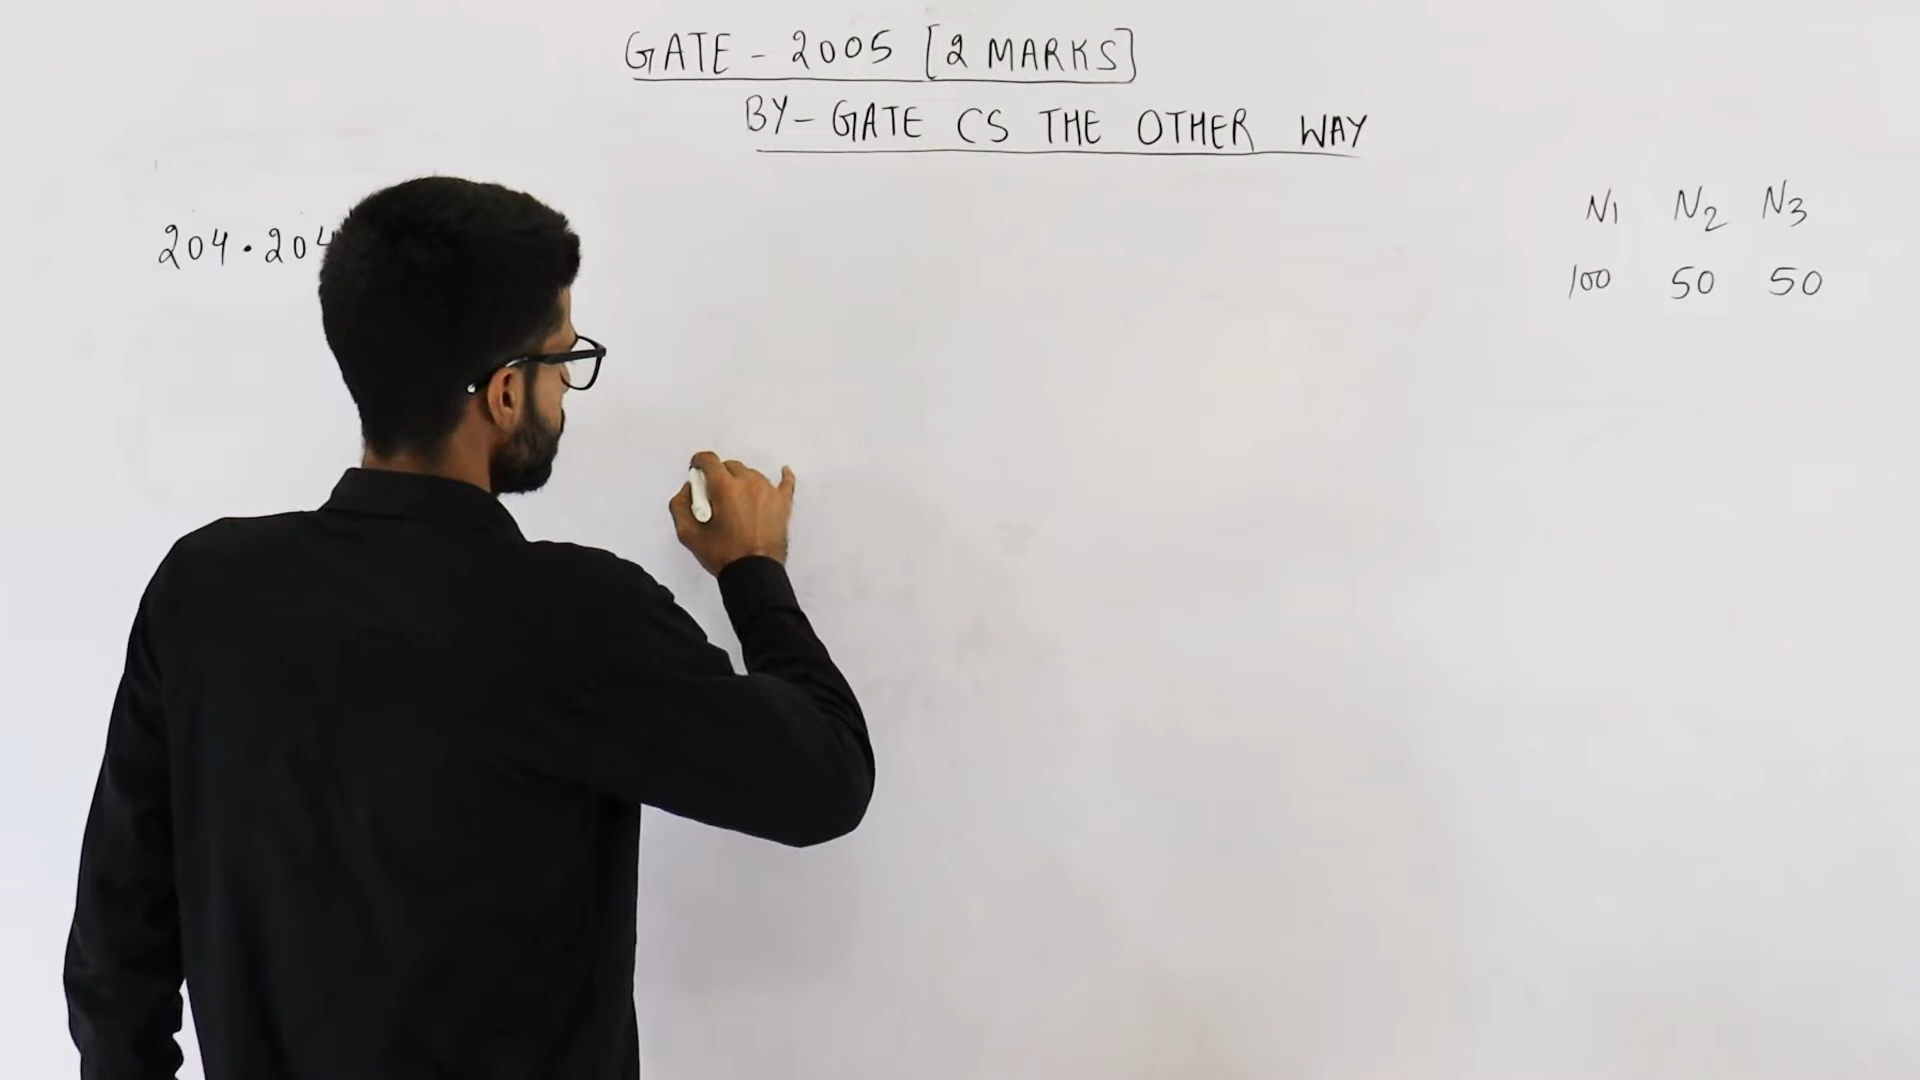 GATE - 2005 [2 MARKS]
BY- GATE CS THE OTHER WAY
204.204
N1 N2 N3
100 50 50